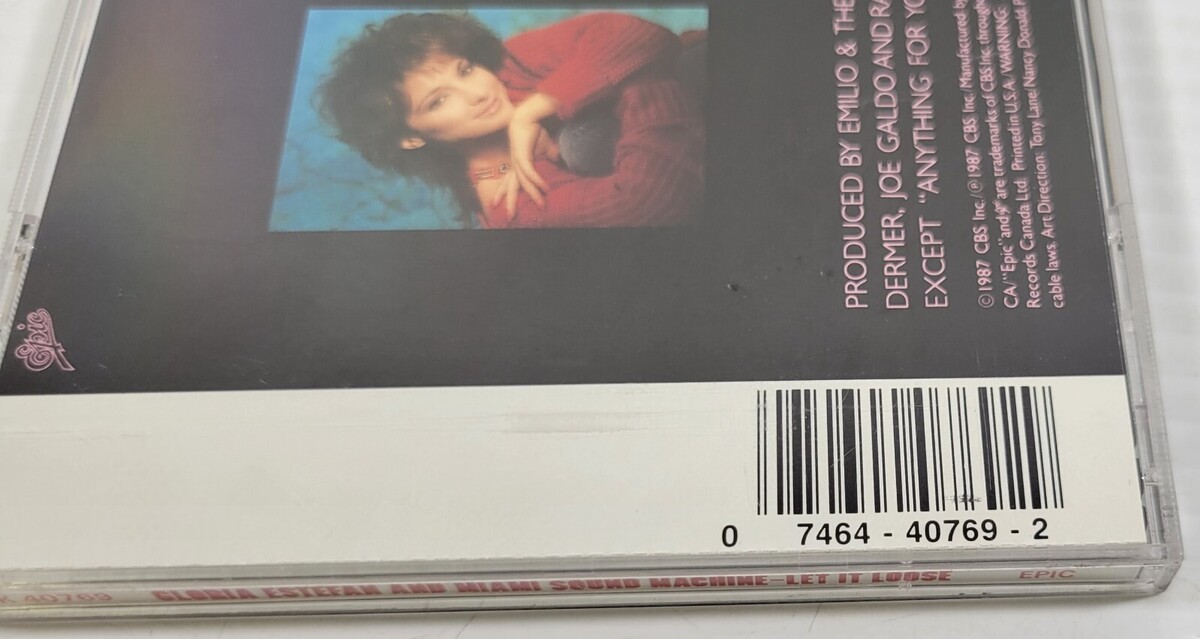 PRODUCED BY EMILIO & THE
DERMER, JOE GALDO AND RA
EXCEPT "ANYTHING FOR YO
©1987 CBS Inc./℗1987 CBS Inc./Manufactured by
CA/"Epic" and are trademarks of CBS Inc. through
Records Canada Ltd. Printed in U.S.A./WARNING:
cable laws. Art Direction: Tony Lane/Nancy Donald/P
Epic
0 7464 - 40769 - 2
K 40769 GLORIA ESTEFAN AND MIAMI SOUND MACHINE—LET IT LOOSE EPIC